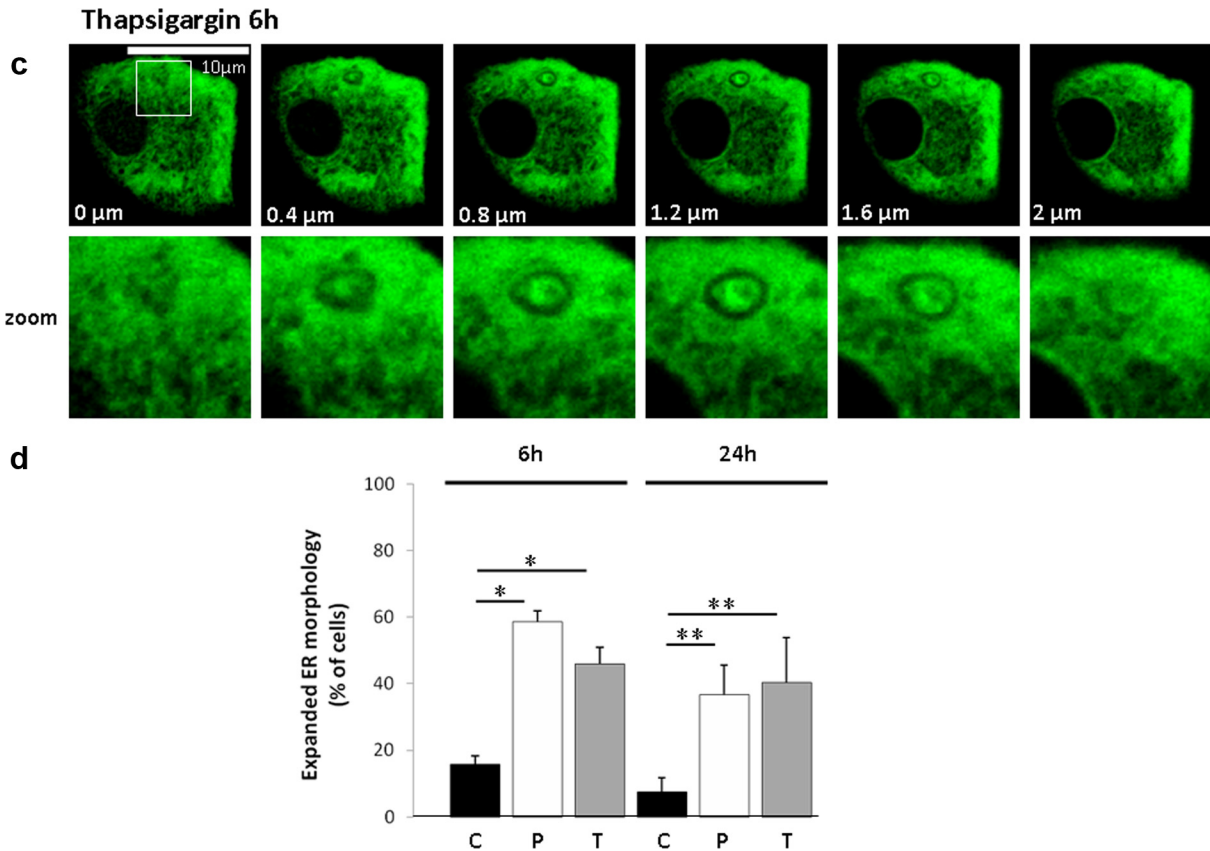 Thapsigargin 6h
c
10μm
0 μm 0.4 μm 0.8 μm 1.2 μm 1.6 μm 2 μm
zoom
d
6h 24h
Expanded ER morphology
(% of cells)
100
80
60
40
20
0
* *
** **
C P T C P T